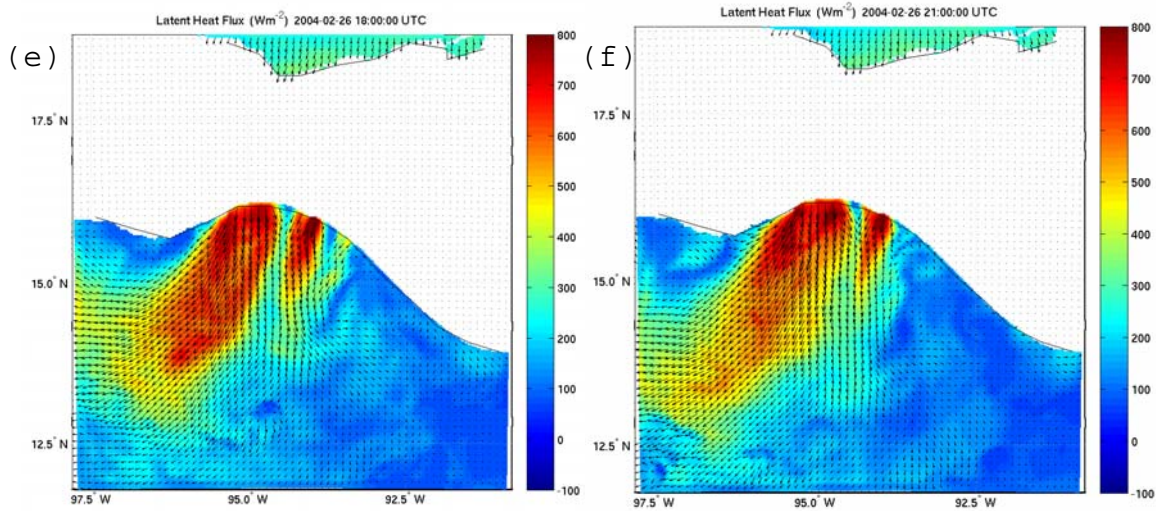 Latent Heat Flux (Wm⁻²) 2004-02-26 18:00:00 UTC
(e)
17.5° N
15.0° N
12.5° N
97.5° W
95.0° W
92.5° W
800
700
600
500
400
300
200
100
0
-100
Latent Heat Flux (Wm⁻²) 2004-02-26 21:00:00 UTC
(f)
17.5° N
15.0° N
12.5° N
97.5° W
95.0° W
92.5° W
800
700
600
500
400
300
200
100
0
-100